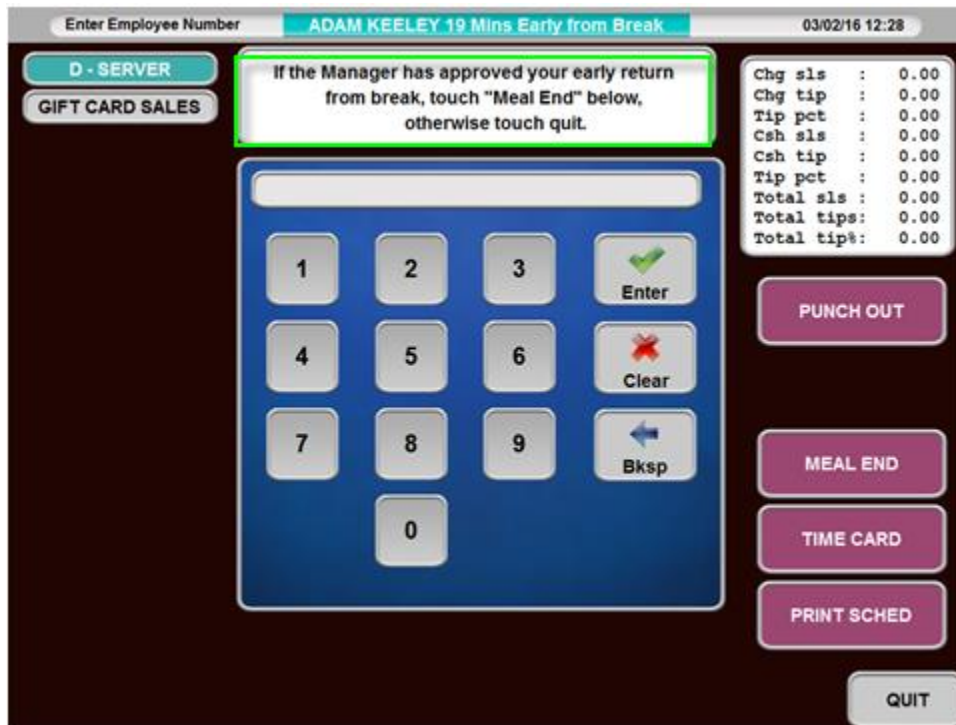 Enter Employee Number
ADAM KEELEY 19 Mins Early from Break
03/02/16 12:28
D - SERVER
GIFT CARD SALES
If the Manager has approved your early return
from break, touch "Meal End" below,
otherwise touch quit.
Chg sls : 0.00
Chg tip : 0.00
Tip pct : 0.00
Csh sls : 0.00
Csh tip : 0.00
Tip pct : 0.00
Total sls : 0.00
Total tips: 0.00
Total tip%: 0.00
1 2 3 Enter
4 5 6 Clear
7 8 9 Bksp
0
PUNCH OUT
MEAL END
TIME CARD
PRINT SCHED
QUIT